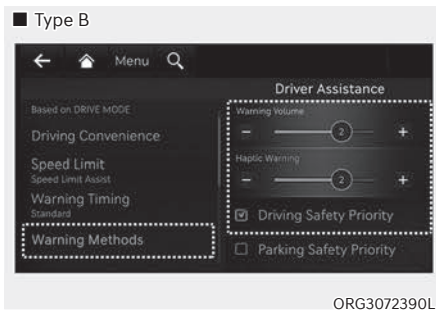 ■ Type B
Menu
Driver Assistance
Based on DRIVE MODE
Driving Convenience
Speed Limit
Speed Limit Assist
Warning Timing
Standard
Warning Methods
Warning Volume
- 2 +
Haptic Warning
- 2 +
Driving Safety Priority
Parking Safety Priority
ORG3072390L